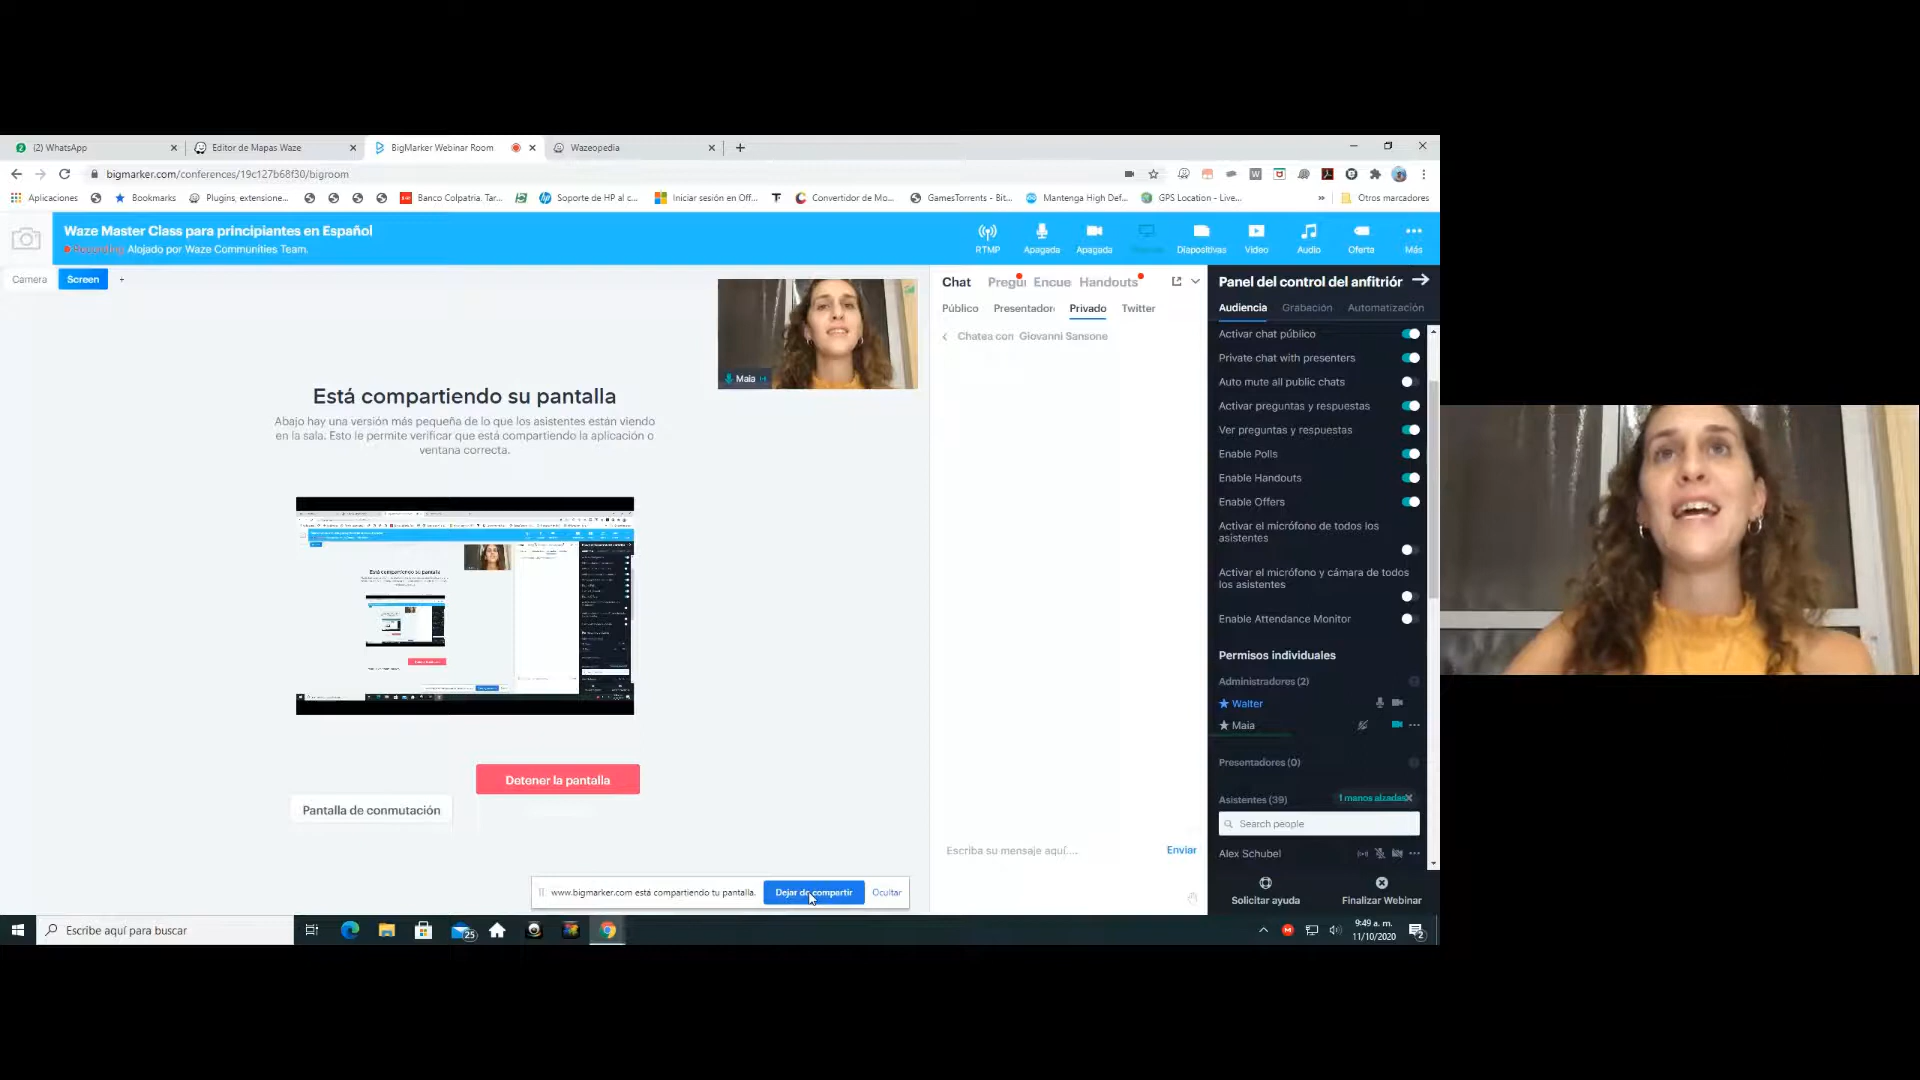 (2) WhatsApp
Editor de Mapas Waze
BigMarker Webinar Room
Wazeopedia
bigmarker.com/conferences/19c127b68f30/bigroom
Aplicaciones
Bookmarks
Plugins, extensione...
Banco Colpatria. Tar...
Soporte de HP al c...
Iniciar sesión en Off...
Convertidor de Mo...
GamesTorrents - Bit...
Mantenga High Def...
GPS Location - Live...
Otros marcadores
Waze Master Class para principiantes en Español
Recording Alojado por Waze Communities Team.
RTMP
Apagada
Apagada
Diapositivas
Video
Audio
Oferta
Más
Camera
Screen
+
Maia
Está compartiendo su pantalla
Abajo hay una versión más pequeña de lo que los asistentes están viendo
en la sala. Esto le permite verificar que está compartiendo la aplicación o
ventana correcta.
Detener la pantalla
Pantalla de conmutación
www.bigmarker.com está compartiendo tu pantalla.
Dejar de compartir
Ocultar
Chat
Pregu
Encue
Handouts
Público
Presentador
Privado
Twitter
Chatea con Giovanni Sansone
Escriba su mensaje aquí....
Enviar
Panel del control del anfitriór
Audiencia
Grabación
Automatización
Activar chat público
Private chat with presenters
Auto mute all public chats
Activar preguntas y respuestas
Ver preguntas y respuestas
Enable Polls
Enable Handouts
Enable Offers
Activar el micrófono de todos los
asistentes
Activar el micrófono y cámara de todos
los asistentes
Enable Attendance Monitor
Permisos individuales
Administradores (2)
Walter
Maia
Presentadores (0)
Asistentes (39)
1 manos alzadas
Search people
Alex Schubel
Solicitar ayuda
Finalizar Webinar
Escribe aquí para buscar
25
9:49 a. m.
11/10/2020
2